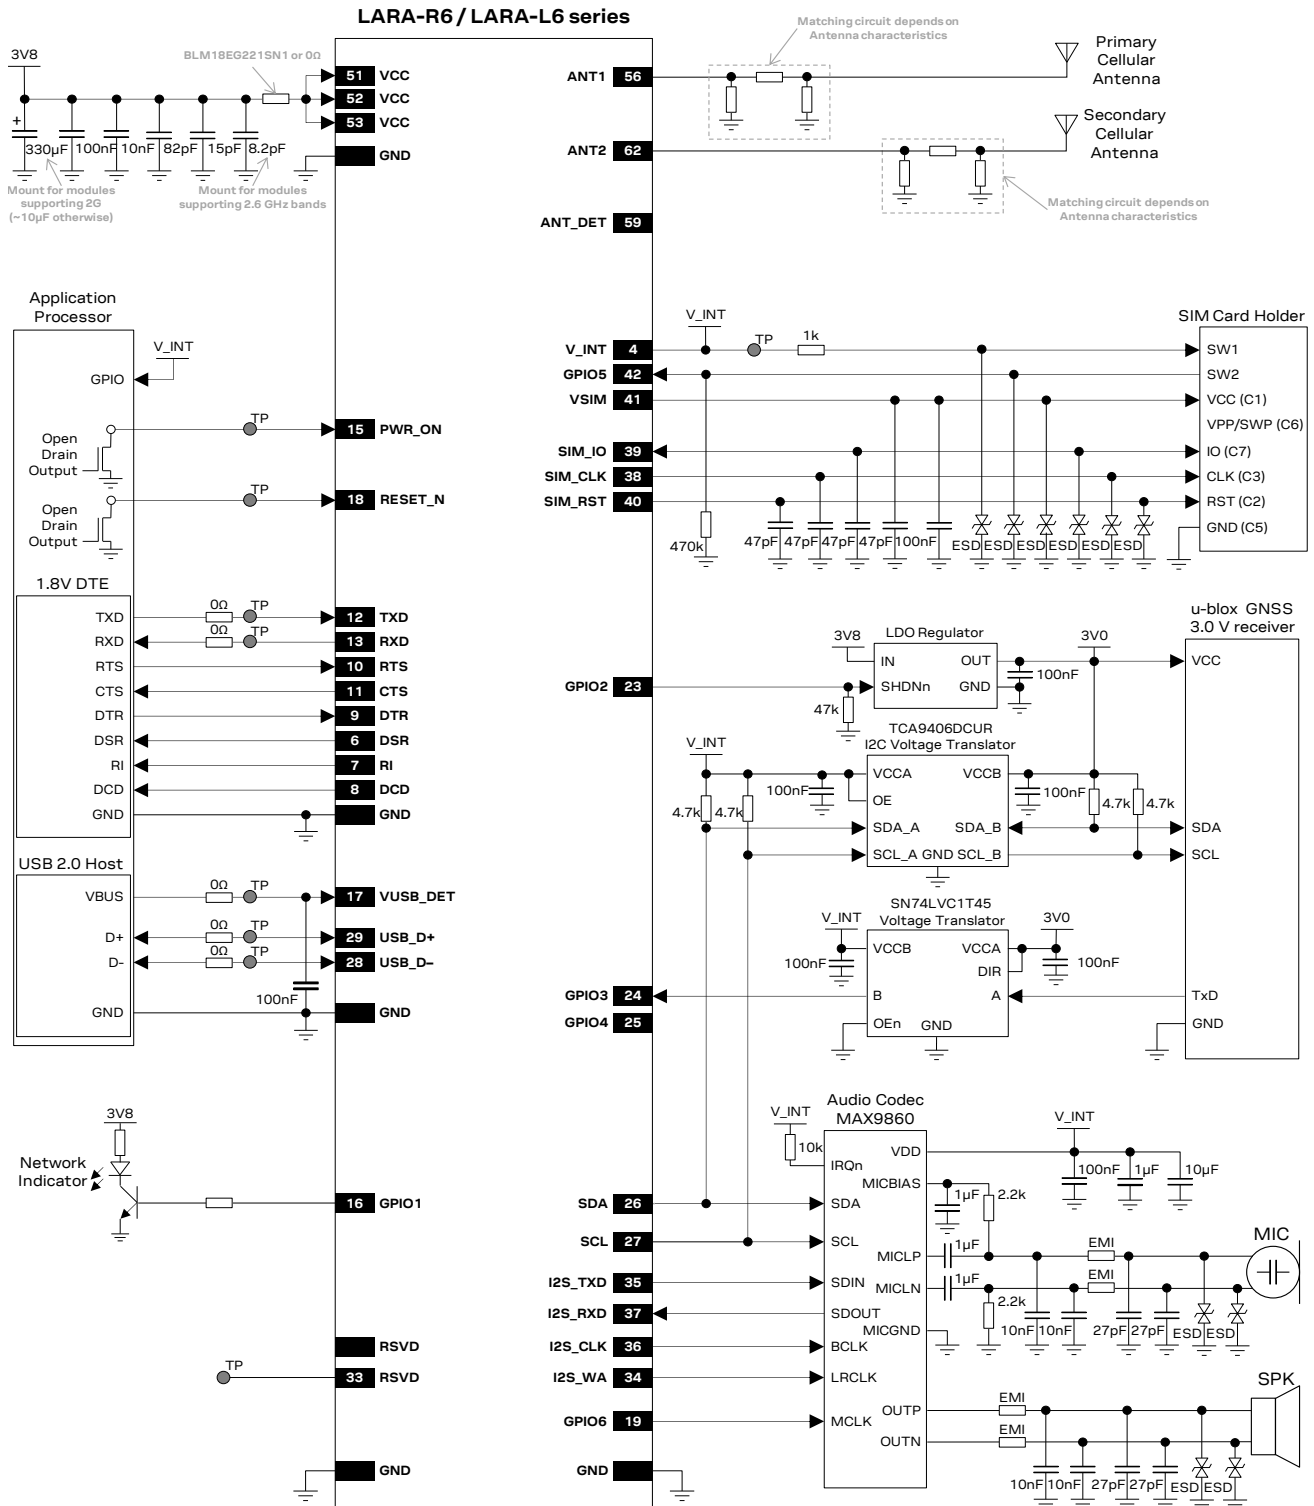 LARA-R6 / LARA-L6 series
3V8
BLM18EG221SN1 or 0Ω
51 VCC
52 VCC
53 VCC
GND
+
330µF 100nF 10nF 82pF 15pF 8.2pF
Mount for modules
supporting 2G
(~10µF otherwise)
Mount for modules
supporting 2.6 GHz bands
Matching circuit depends on
Antenna characteristics
ANT1 56
Primary
Cellular
Antenna
ANT2 62
Secondary
Cellular
Antenna
Matching circuit depends on
Antenna characteristics
ANT_DET 59
Application
Processor
V_INT
GPIO
Open
Drain
Output
TP
15 PWR_ON
Open
Drain
Output
TP
18 RESET_N
1.8V DTE
TXD 0Ω TP 12 TXD
RXD 0Ω TP 13 RXD
RTS 10 RTS
CTS 11 CTS
DTR 9 DTR
DSR 6 DSR
RI 7 RI
DCD 8 DCD
GND GND
USB 2.0 Host
VBUS 0Ω TP 17 VUSB_DET
D+ 0Ω TP 29 USB_D+
D- 0Ω TP 28 USB_D–
100nF
GND GND
3V8
Network
Indicator
16 GPIO1
RSVD
TP
33 RSVD
GND
V_INT
SIM Card Holder
V_INT 4 TP 1k SW1
GPIO5 42 SW2
VSIM 41 VCC (C1)
VPP/SWP (C6)
SIM_IO 39 IO (C7)
SIM_CLK 38 CLK (C3)
SIM_RST 40 RST (C2)
GND (C5)
470k 47pF 47pF 47pF 47pF 100nF ESD ESD ESD ESD ESD ESD
u-blox GNSS
3.0 V receiver
3V8 LDO Regulator 3V0
IN OUT VCC
100nF
GPIO2 23 SHDNn GND
47k
TCA9406DCUR
I2C Voltage Translator
V_INT
VCCA VCCB
100nF 100nF
OE
4.7k 4.7k 4.7k 4.7k
SDA_A SDA_B SDA
SCL_A GND SCL_B SCL
SN74LVC1T45
Voltage Translator
V_INT 3V0
VCCB VCCA
100nF 100nF
DIR
GPIO3 24 B A TxD
GPIO4 25 OEn GND GND
Audio Codec
MAX9860
V_INT
10k
IRQn
V_INT
VDD
100nF 1µF 10µF
MICBIAS
1µF 2.2k
SDA 26 SDA
SCL 27 SCL
MICLP 1µF EMI MIC
I2S_TXD 35 SDIN
MICLN 1µF EMI
2.2k
I2S_RXD 37 SDOUT
MICGND
10nF 10nF 27pF 27pF ESD ESD
I2S_CLK 36 BCLK
I2S_WA 34 LRCLK
SPK
OUTP EMI
GPIO6 19 MCLK
OUTN EMI
GND
10nF 10nF 27pF 27pF ESD ESD